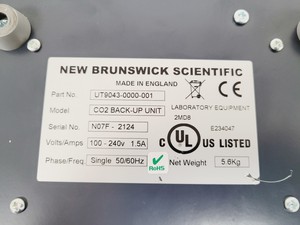 NEW BRUNSWICK SCIENTIFIC
MADE IN ENGLAND
Part No: UT9043-0000-001
Model: CO2 BACK-UP UNIT
Serial No: N07F - 2124
Volts/Amps: 100 - 240v 1.5A
Phase/Freq: Single 50/60Hz
LABORATORY EQUIPMENT
2MD8
E234047
C UL US LISTED
RoHS
Net Weight 5.6Kg